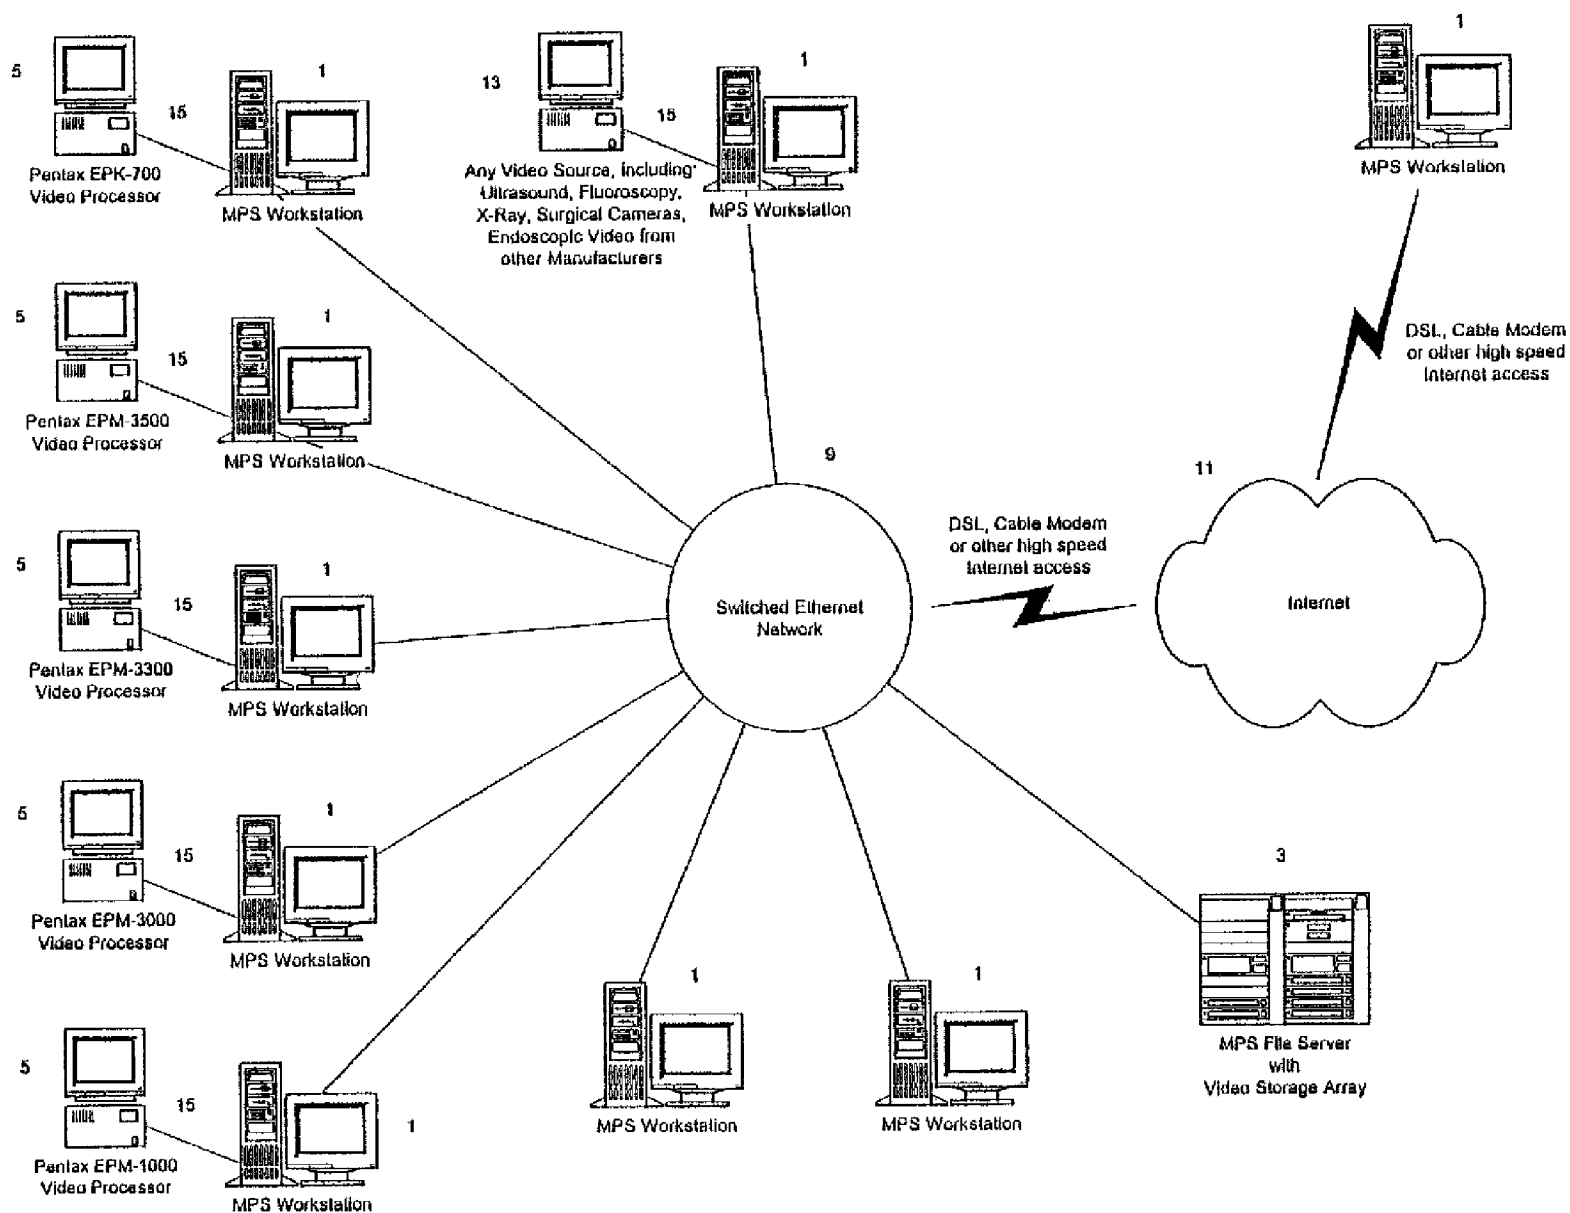 5
Pentax EPK-700
Video Processor
15
1
MPS Workstation
13
Any Video Source, including
Ultrasound, Fluoroscopy,
X-Ray, Surgical Cameras,
Endoscopic Video from
other Manufacturers
15
1
MPS Workstation
1
MPS Workstation
DSL, Cable Modem
or other high speed
Internet access
5
Pentax EPM-3500
Video Processor
15
1
MPS Workstation
9
Switched Ethernet
Network
DSL, Cable Modem
or other high speed
Internet access
11
Internet
5
Pentax EPM-3300
Video Processor
15
1
MPS Workstation
5
Pentax EPM-3000
Video Processor
15
1
MPS Workstation
5
Pentax EPM-1000
Video Processor
15
1
MPS Workstation
1
MPS Workstation
1
MPS Workstation
3
MPS File Server
with
Video Storage Array